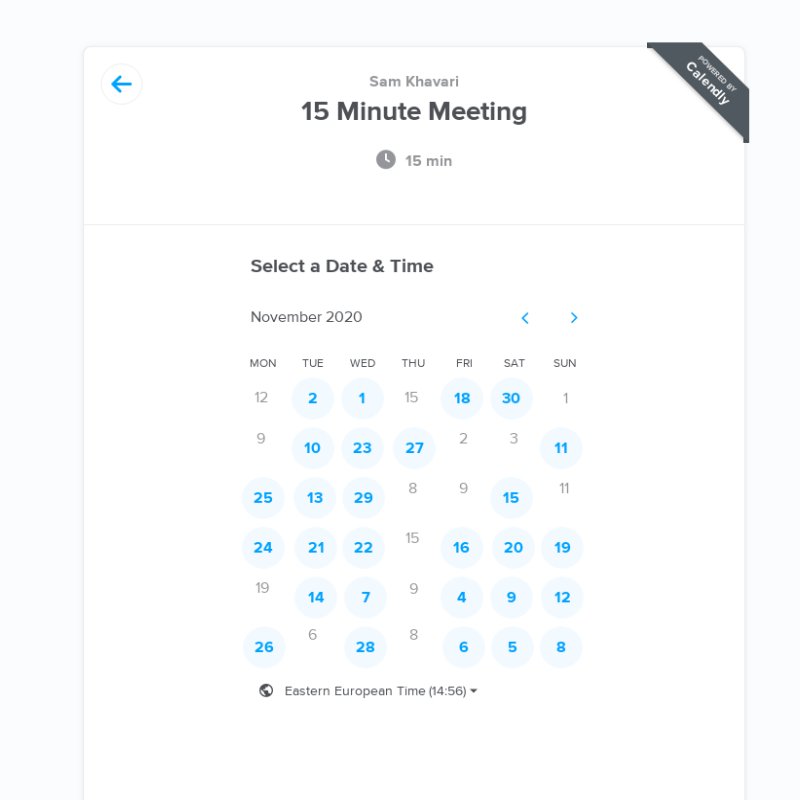 POWERED BY
Calendly
Sam Khavari
15 Minute Meeting
15 min
Select a Date & Time
November 2020
MON TUE WED THU FRI SAT SUN
12 2 1 15 18 30 1
9 10 23 27 2 3 11
25 13 29 8 9 15 11
24 21 22 15 16 20 19
19 14 7 9 4 9 12
26 6 28 8 6 5 8
Eastern European Time (14:56)